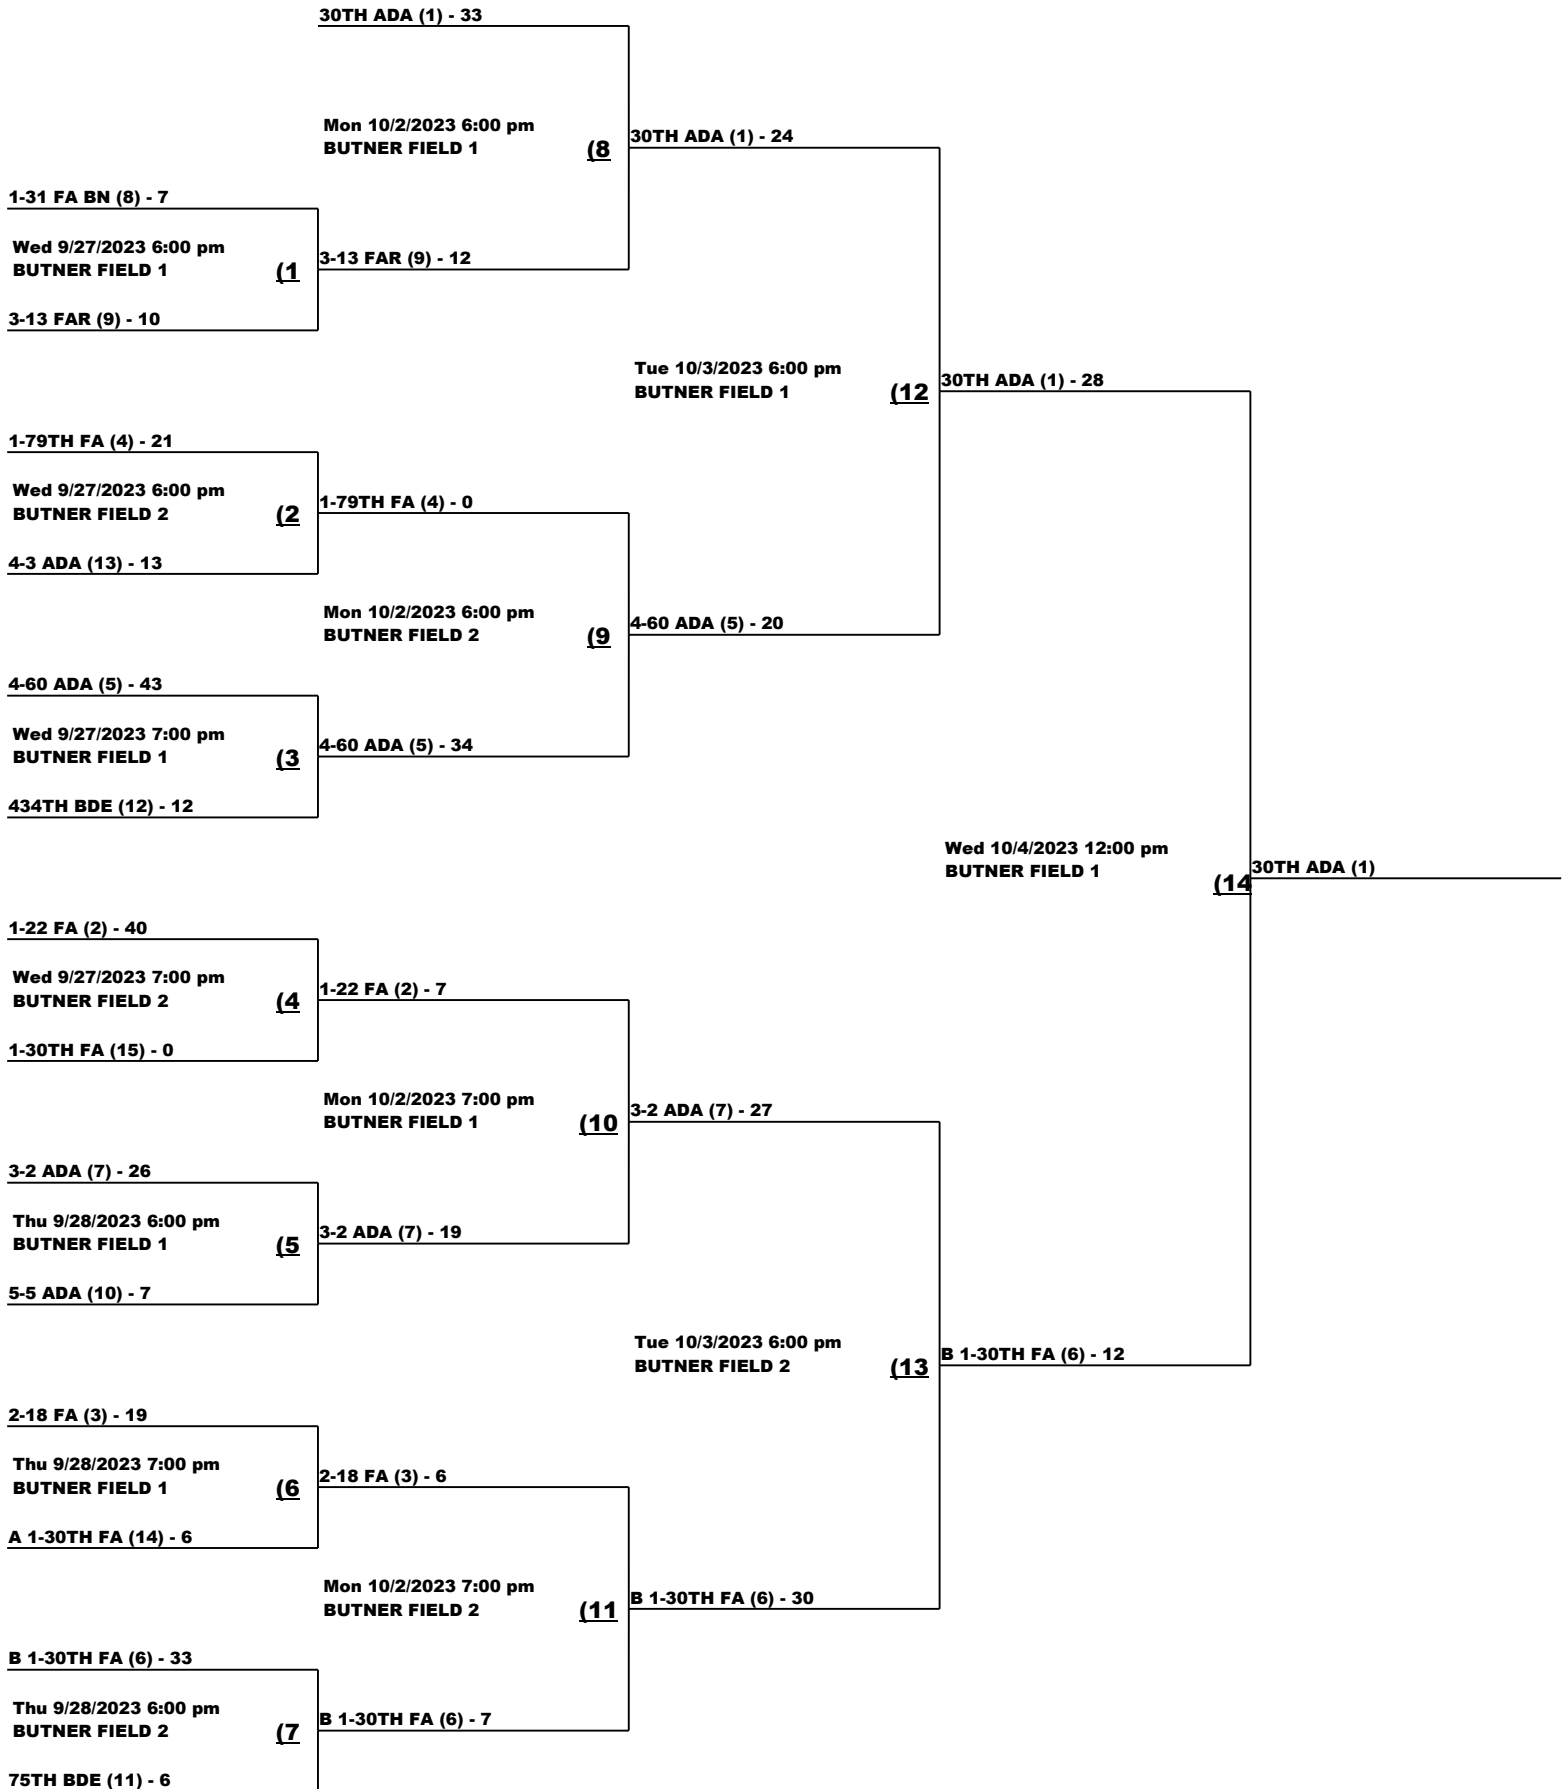 30TH ADA (1) - 33
Mon 10/2/2023 6:00 pm
BUTNER FIELD 1
(8
30TH ADA (1) - 24
1-31 FA BN (8) - 7
Wed 9/27/2023 6:00 pm
BUTNER FIELD 1
(1
3-13 FAR (9) - 12
3-13 FAR (9) - 10
Tue 10/3/2023 6:00 pm
BUTNER FIELD 1
(12
30TH ADA (1) - 28
1-79TH FA (4) - 21
Wed 9/27/2023 6:00 pm
BUTNER FIELD 2
(2
1-79TH FA (4) - 0
4-3 ADA (13) - 13
Mon 10/2/2023 6:00 pm
BUTNER FIELD 2
(9
4-60 ADA (5) - 20
4-60 ADA (5) - 43
Wed 9/27/2023 7:00 pm
BUTNER FIELD 1
(3
4-60 ADA (5) - 34
434TH BDE (12) - 12
Wed 10/4/2023 12:00 pm
BUTNER FIELD 1
(14
30TH ADA (1)
1-22 FA (2) - 40
Wed 9/27/2023 7:00 pm
BUTNER FIELD 2
(4
1-22 FA (2) - 7
1-30TH FA (15) - 0
Mon 10/2/2023 7:00 pm
BUTNER FIELD 1
(10
3-2 ADA (7) - 27
3-2 ADA (7) - 26
Thu 9/28/2023 6:00 pm
BUTNER FIELD 1
(5
3-2 ADA (7) - 19
5-5 ADA (10) - 7
Tue 10/3/2023 6:00 pm
BUTNER FIELD 2
(13
B 1-30TH FA (6) - 12
2-18 FA (3) - 19
Thu 9/28/2023 7:00 pm
BUTNER FIELD 1
(6
2-18 FA (3) - 6
A 1-30TH FA (14) - 6
Mon 10/2/2023 7:00 pm
BUTNER FIELD 2
(11
B 1-30TH FA (6) - 30
B 1-30TH FA (6) - 33
Thu 9/28/2023 6:00 pm
BUTNER FIELD 2
(7
B 1-30TH FA (6) - 7
75TH BDE (11) - 6